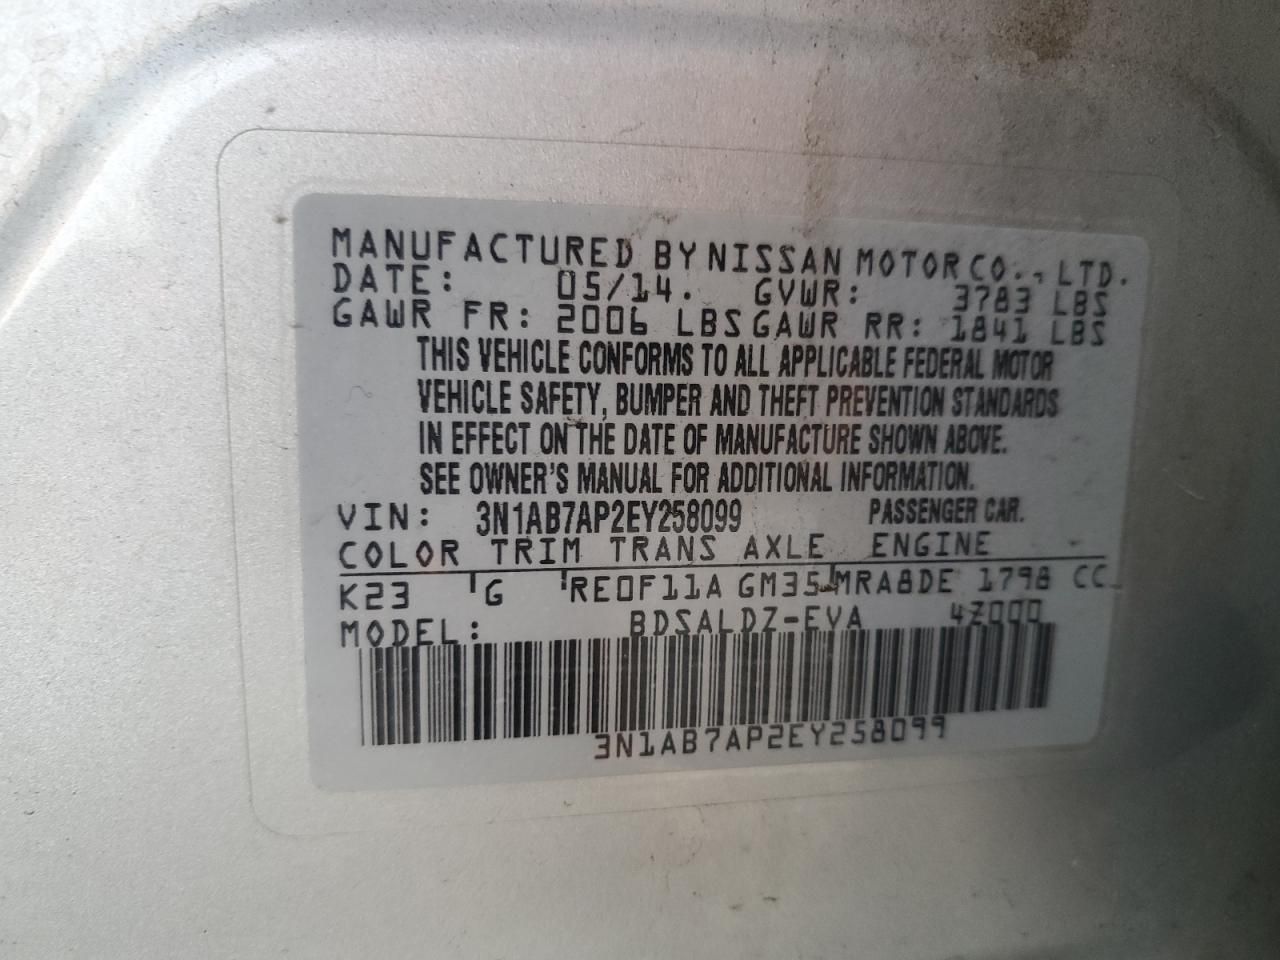 MANUFACTURED BY NISSAN MOTOR CO., LTD.
DATE: 05/14. GVWR: 3783 LBS
GAWR FR: 2006 LBS GAWR RR: 1841 LBS
THIS VEHICLE CONFORMS TO ALL APPLICABLE FEDERAL MOTOR
VEHICLE SAFETY, BUMPER AND THEFT PREVENTION STANDARDS
IN EFFECT ON THE DATE OF MANUFACTURE SHOWN ABOVE.
SEE OWNER'S MANUAL FOR ADDITIONAL INFORMATION.
VIN: 3N1AB7AP2EY258099 PASSENGER CAR.
COLOR TRIM TRANS AXLE ENGINE
K23 G RE0F11A GM35 MRA8DE 1798 CC
MODEL: BDSALDZ-EVA 4Z000
3N1AB7AP2EY258099